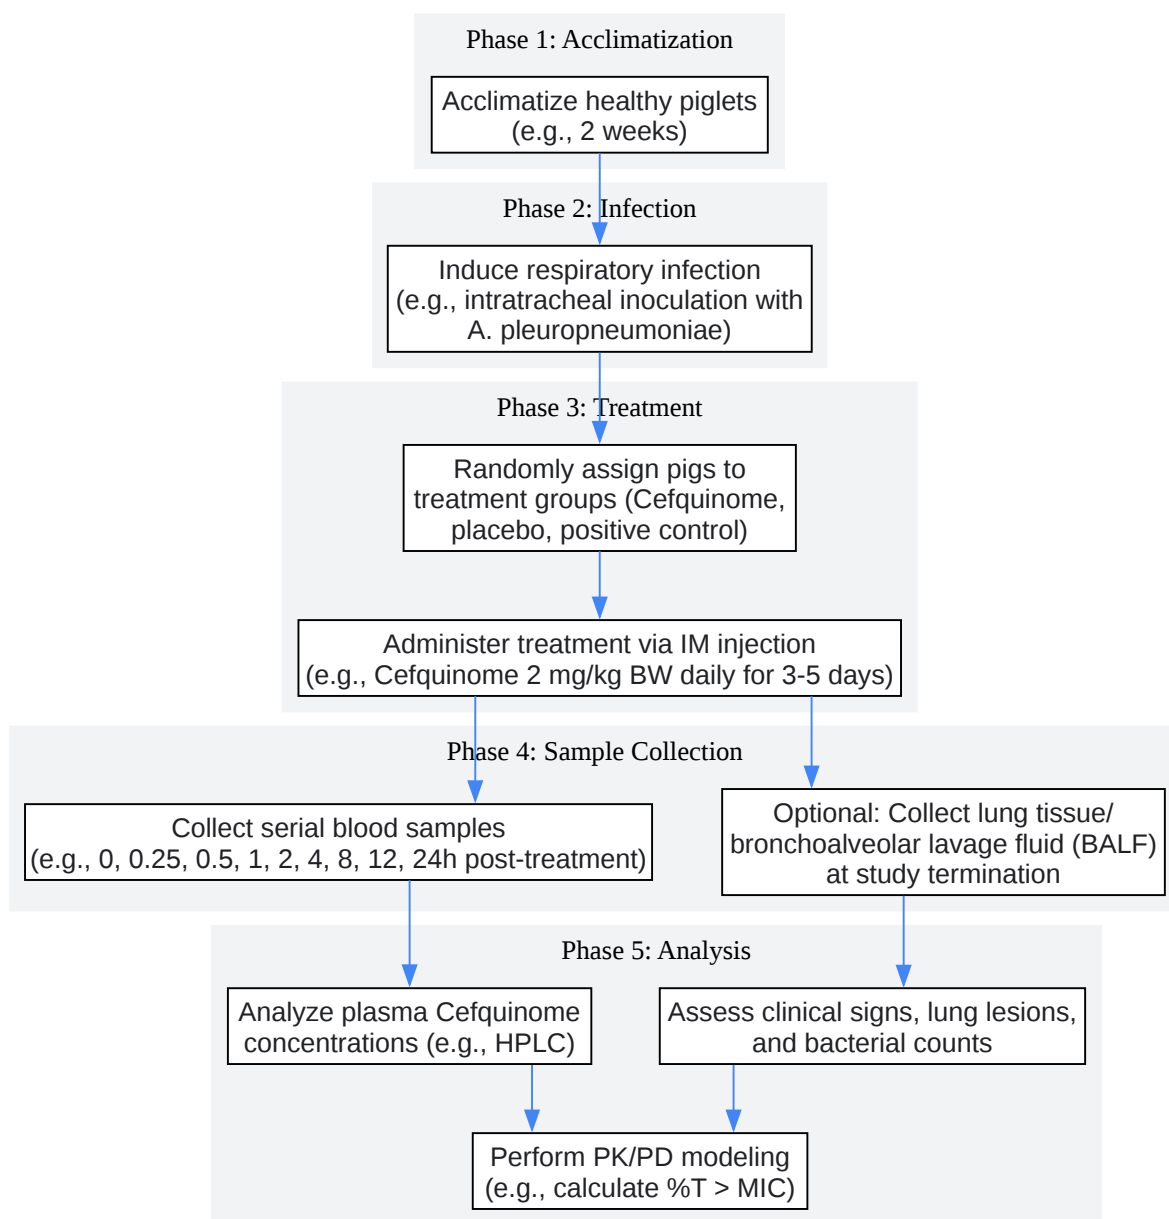 Phase 1: Acclimatization
Acclimatize healthy piglets
(e.g., 2 weeks)
Phase 2: Infection
Induce respiratory infection
(e.g., intratracheal inoculation with
A. pleuropneumoniae)
Phase 3: Treatment
Randomly assign pigs to
treatment groups (Cefquinome,
placebo, positive control)
Administer treatment via IM injection
(e.g., Cefquinome 2 mg/kg BW daily for 3-5 days)
Phase 4: Sample Collection
Collect serial blood samples
(e.g., 0, 0.25, 0.5, 1, 2, 4, 8, 12, 24h post-treatment)
Optional: Collect lung tissue/
bronchoalveolar lavage fluid (BALF)
at study termination
Phase 5: Analysis
Analyze plasma Cefquinome
concentrations (e.g., HPLC)
Assess clinical signs, lung lesions,
and bacterial counts
Perform PK/PD modeling
(e.g., calculate %T > MIC)